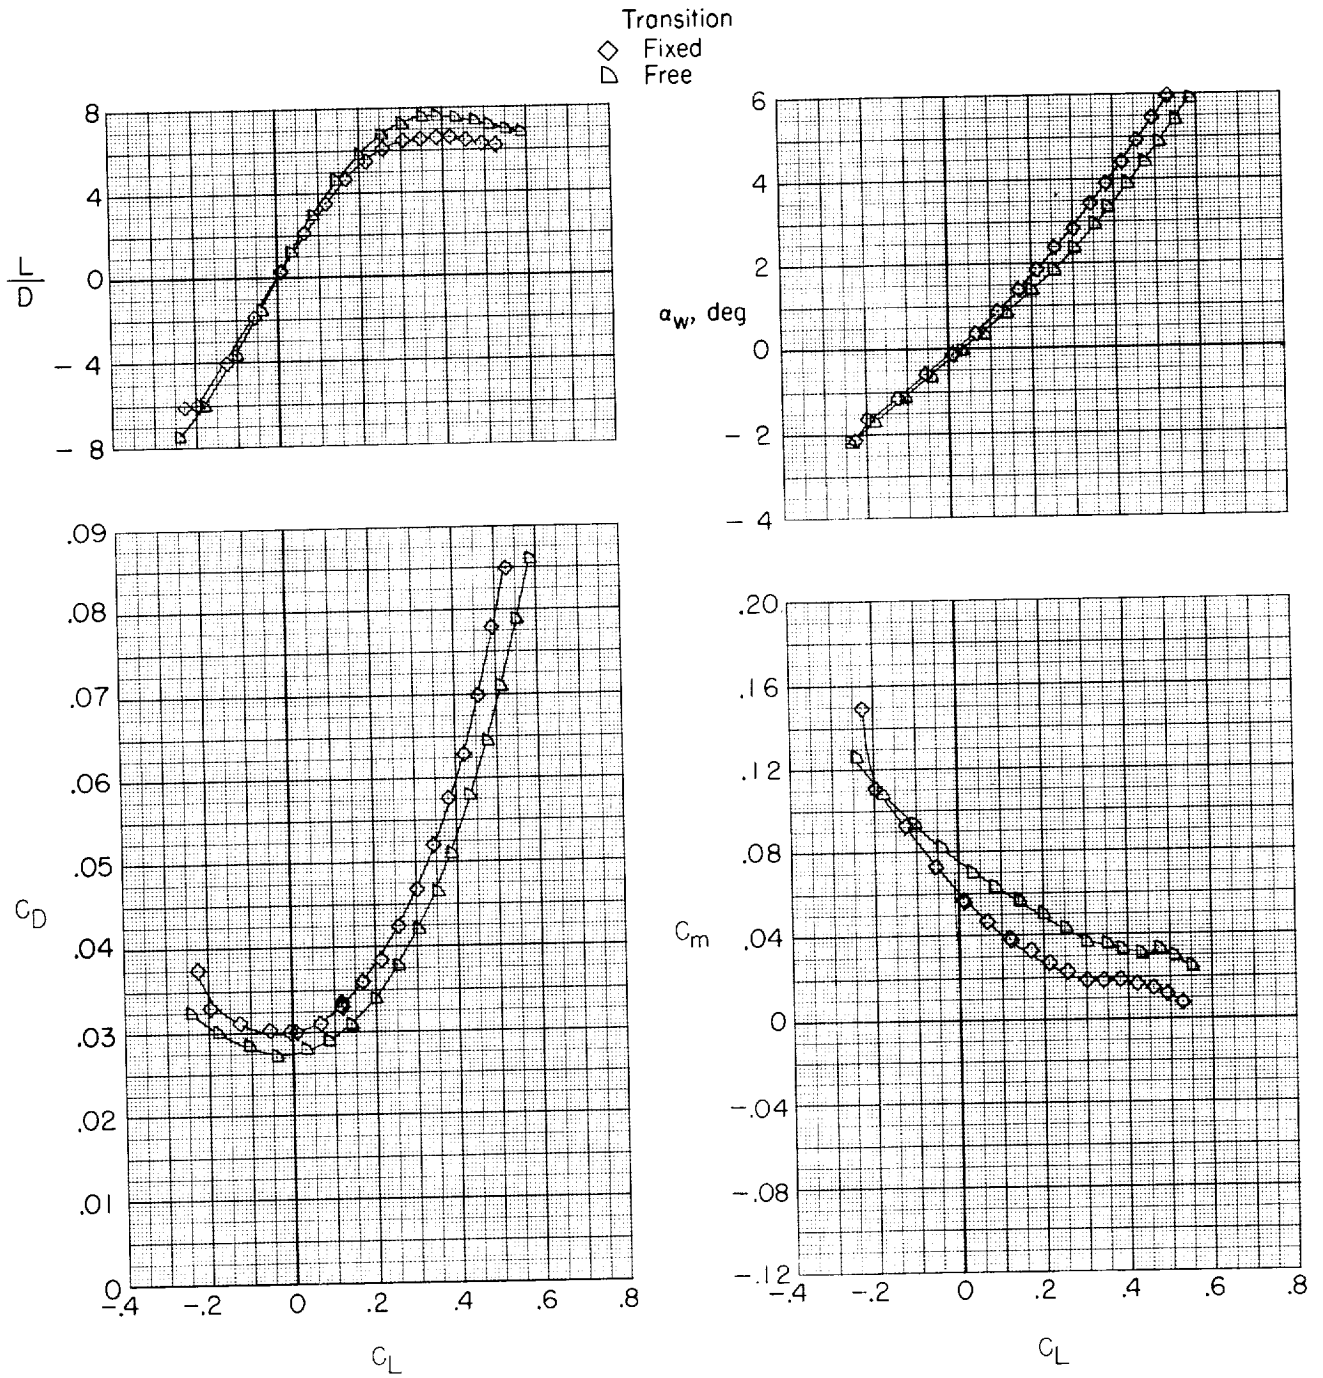 Transition
Fixed
Free
8
4
0
- 4
- 8
L
D
6
4
2
0
- 2
- 4
αw, deg
.09
.08
.07
.06
.05
.04
.03
.02
.01
0
CD
-.4 -.2 0 .2 .4 .6 .8
CL
.20
.16
.12
.08
.04
0
-.04
-.08
-.12
Cm
-.4 -.2 0 .2 .4 .6 .8
CL